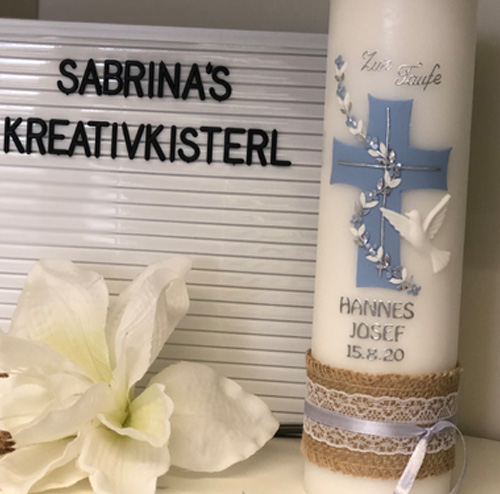 SABRINA'S
KREATIVKISTERL
Zur Taufe
HANNES
JOSEF
15.8.20